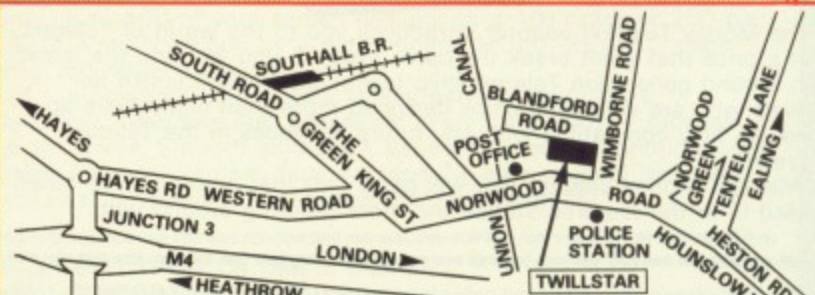 SOUTHALL B.R.
SOUTH ROAD
CANAL
BLANDFORD
ROAD
WIMBORNE ROAD
NORWOOD
GREEN
TENTELOW LANE
EALING
HAYES
THE
GREEN
KING ST
POST
OFFICE
HAYES RD
WESTERN ROAD
NORWOOD
ROAD
JUNCTION 3
M4
LONDON
HEATHROW
UNION
POLICE
STATION
HOUNSLOW
HESTON RD
TWILLSTAR